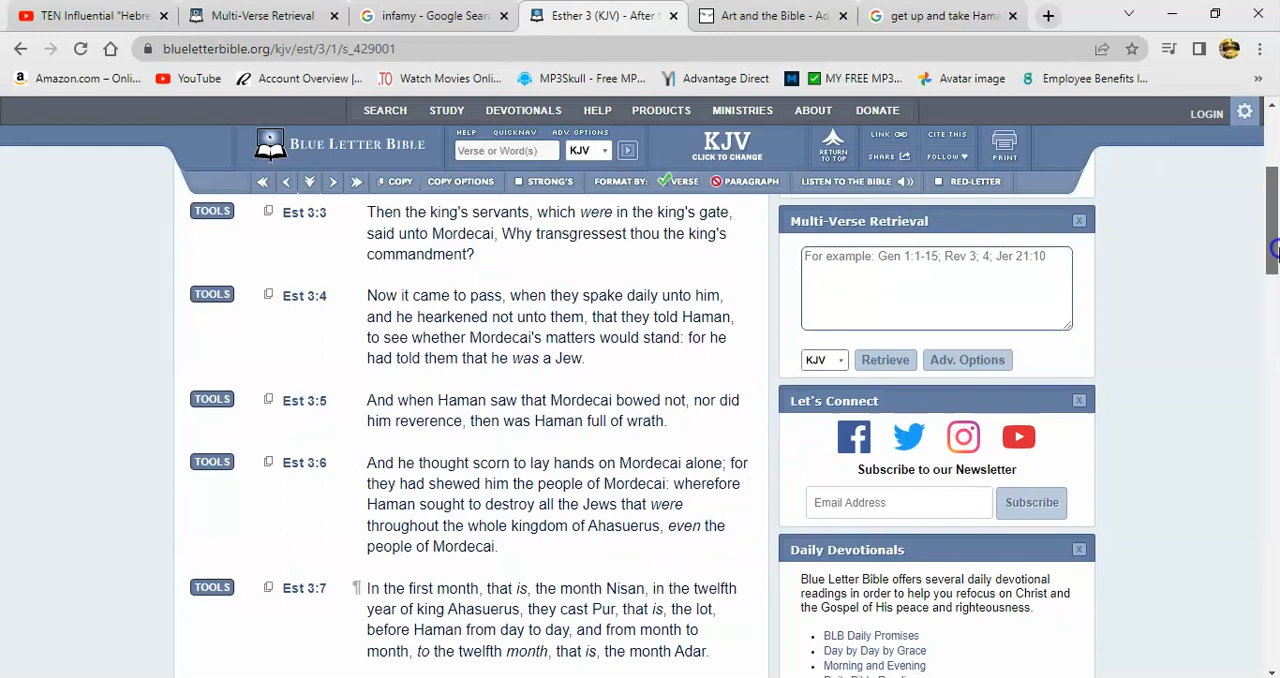 TEN Influential "Hebre
Multi-Verse Retrieval
infamy - Google Sear
Esther 3 (KJV) - After t
Art and the Bible - Ad
get up and take Hama
blueletterbible.org/kjv/est/3/1/s_429001
Amazon.com – Onli...
YouTube
Account Overview |...
Watch Movies Onlin...
MP3Skull - Free MP...
Advantage Direct
MY FREE MP3...
Avatar image
Employee Benefits I...
SEARCH STUDY DEVOTIONALS HELP PRODUCTS MINISTRIES ABOUT DONATE
LOGIN
BLUE LETTER BIBLE
HELP QUICKNAV ADV. OPTIONS
Verse or Word(s)
KJV
KJV
CLICK TO CHANGE
RETURN
TO TOP
LINK
CITE THIS
SHARE
FOLLOW
PRINT
COPY COPY OPTIONS STRONG'S FORMAT BY: VERSE PARAGRAPH LISTEN TO THE BIBLE RED-LETTER
TOOLS Est 3:3 Then the king's servants, which were in the king's gate,
said unto Mordecai, Why transgressest thou the king's
commandment?
TOOLS Est 3:4 Now it came to pass, when they spake daily unto him,
and he hearkened not unto them, that they told Haman,
to see whether Mordecai's matters would stand: for he
had told them that he was a Jew.
TOOLS Est 3:5 And when Haman saw that Mordecai bowed not, nor did
him reverence, then was Haman full of wrath.
TOOLS Est 3:6 And he thought scorn to lay hands on Mordecai alone; for
they had shewed him the people of Mordecai: wherefore
Haman sought to destroy all the Jews that were
throughout the whole kingdom of Ahasuerus, even the
people of Mordecai.
TOOLS Est 3:7 ¶ In the first month, that is, the month Nisan, in the twelfth
year of king Ahasuerus, they cast Pur, that is, the lot,
before Haman from day to day, and from month to
month, to the twelfth month, that is, the month Adar.
Multi-Verse Retrieval
For example: Gen 1:1-15; Rev 3; 4; Jer 21:10
KJV Retrieve Adv. Options
Let's Connect
Subscribe to our Newsletter
Email Address Subscribe
Daily Devotionals
Blue Letter Bible offers several daily devotional
readings in order to help you refocus on Christ and
the Gospel of His peace and righteousness.
BLB Daily Promises
Day by Day by Grace
Morning and Evening